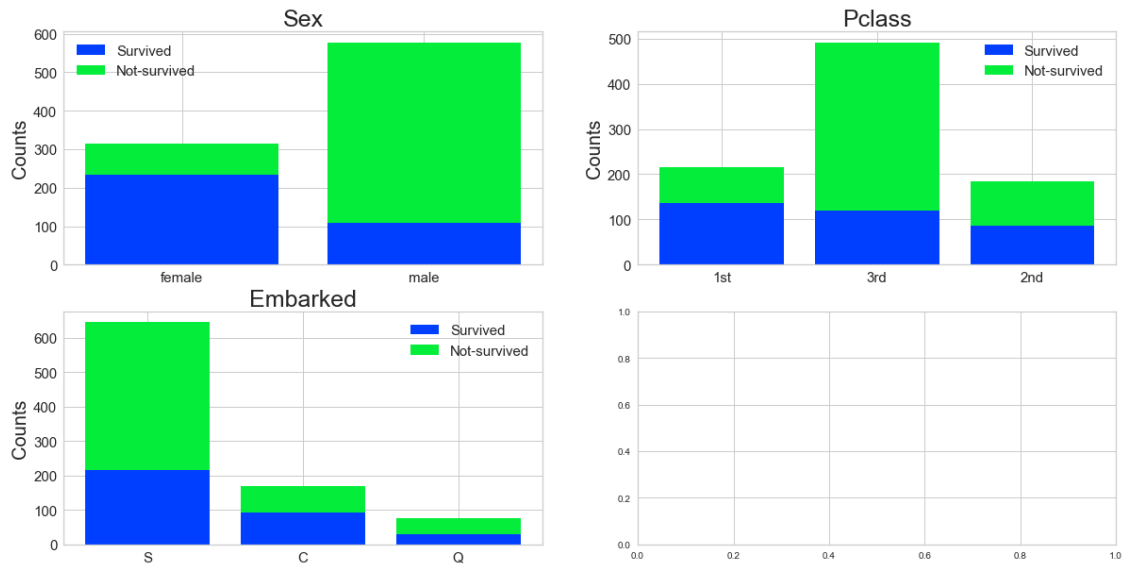 Sex
Counts
600
500
400
300
200
100
0
Survived
Not-survived
female
male
Pclass
Counts
500
400
300
200
100
0
Survived
Not-survived
1st
3rd
2nd
Embarked
Counts
600
500
400
300
200
100
0
Survived
Not-survived
S
C
Q
1.0
0.8
0.6
0.4
0.2
0.0
0.0
0.2
0.4
0.6
0.8
1.0